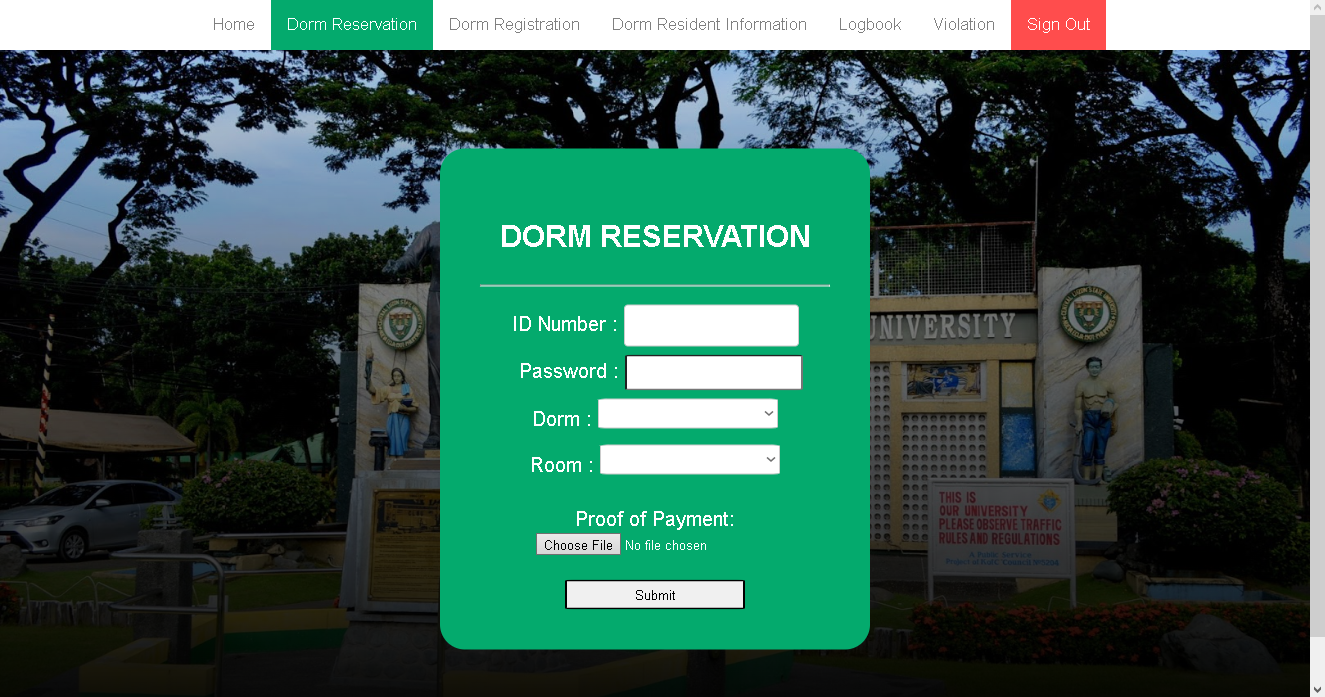 Home Dorm Reservation Dorm Registration Dorm Resident Information Logbook Violation Sign Out
DORM RESERVATION
ID Number :
Password :
Dorm :
Room :
Proof of Payment:
Choose File No file chosen
Submit
UNIVERSITY
THIS IS
OUR UNIVERSITY
PLEASE OBSERVE TRAFFIC
RULES AND REGULATIONS
A Public Service